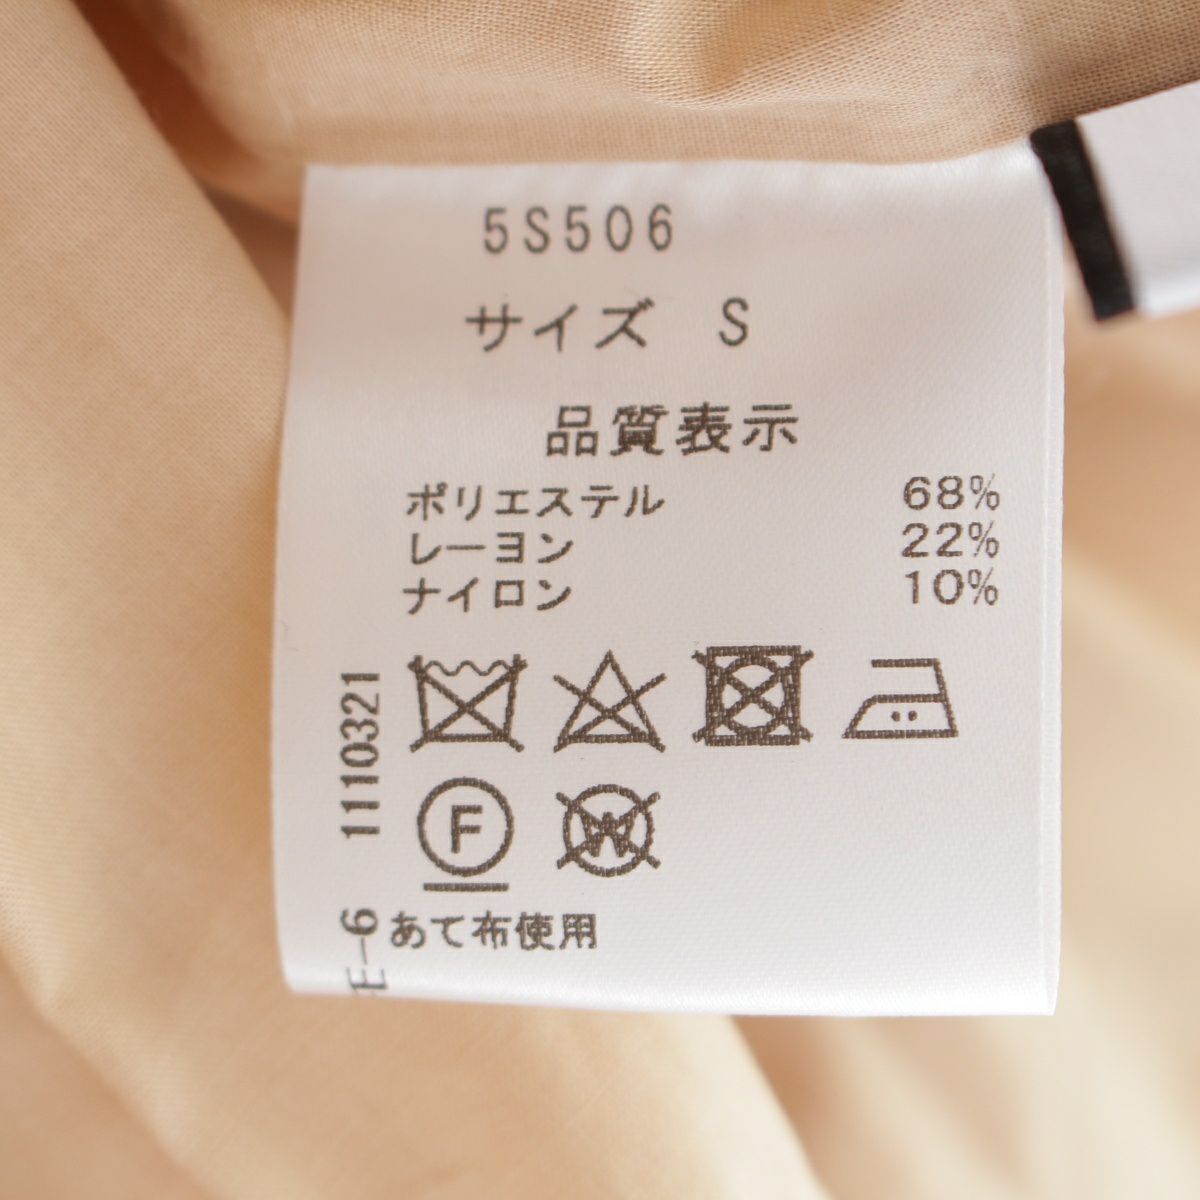 5S506
サイズ S
品質表示
ポリエステル 68%
レーヨン 22%
ナイロン 10%
F
W
あて布使用
1110321
-6